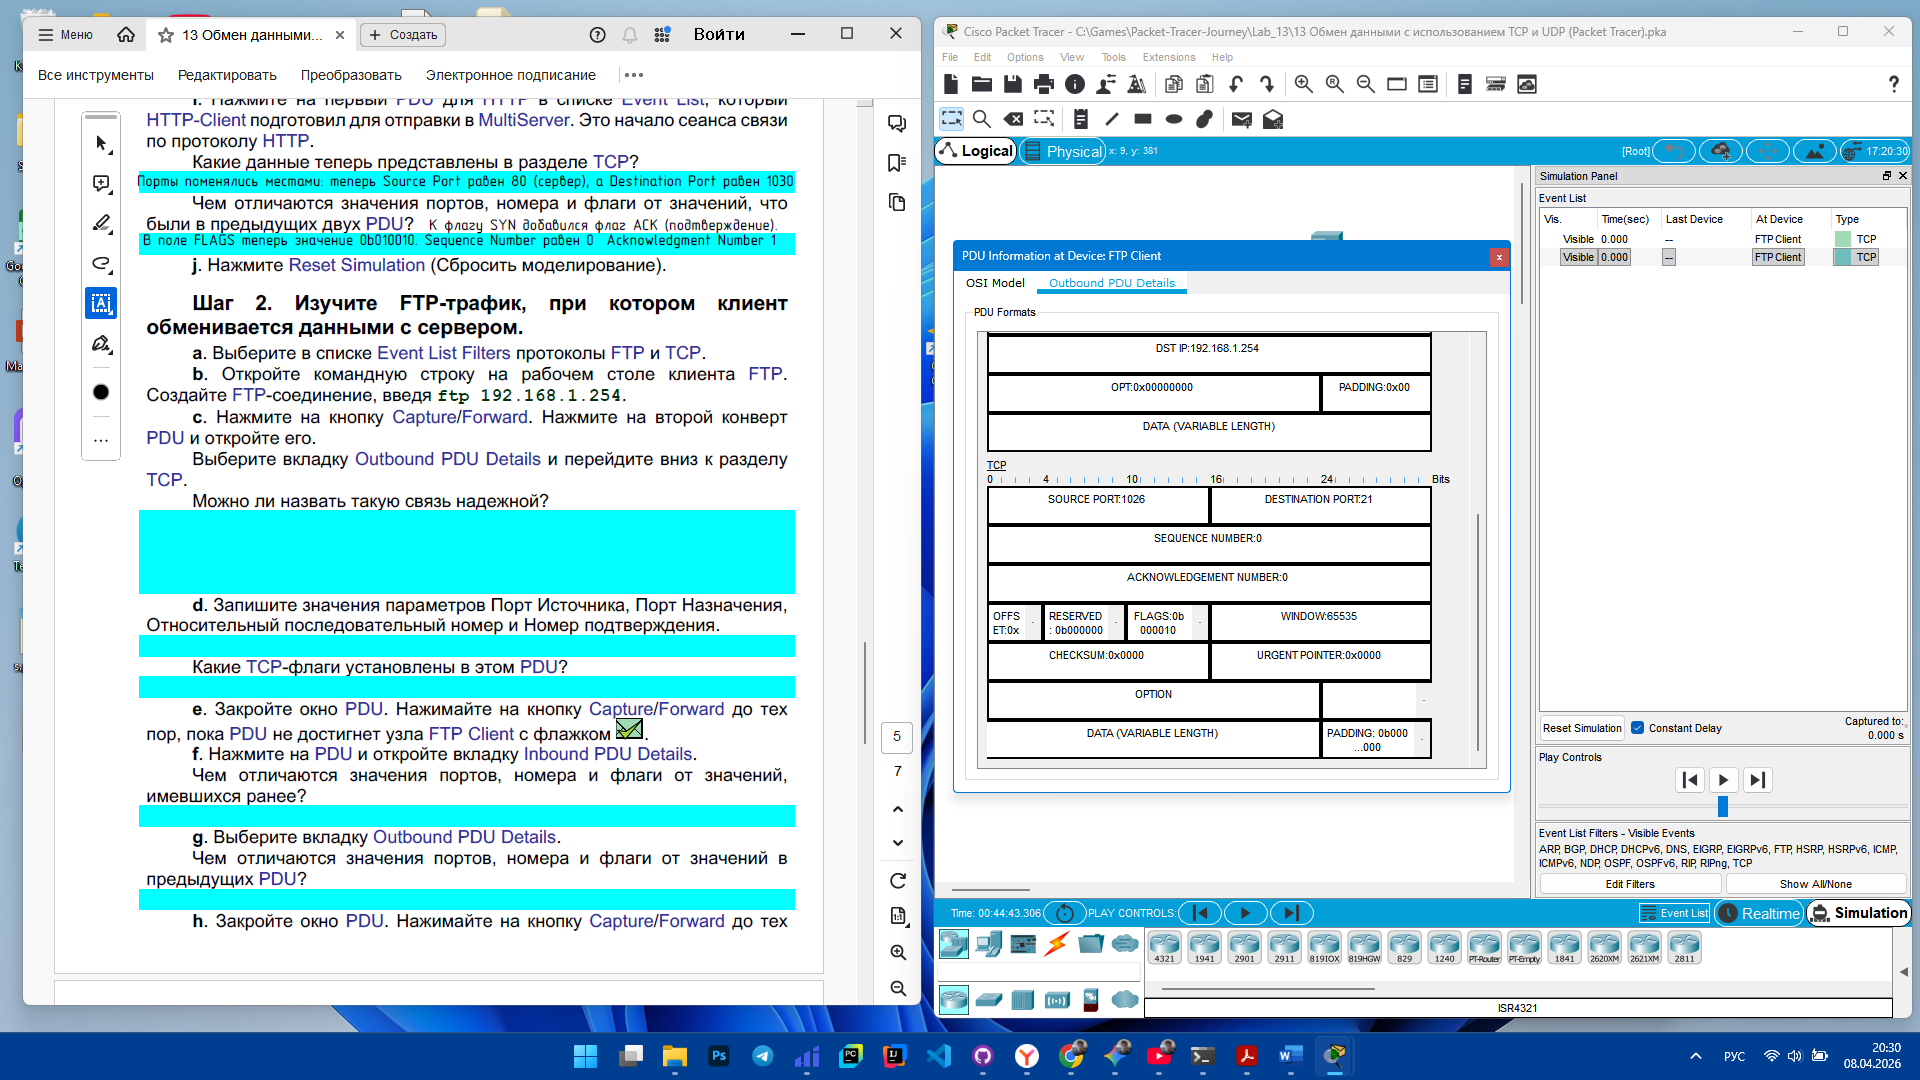 Меню
13 Обмен данными...
Создать
Войти
Все инструменты
Редактировать
Преобразовать
Электронное подписание
i. Нажмите на первый PDU для HTTP в списке Event List, который
HTTP-Client подготовил для отправки в MultiServer. Это начало сеанса связи
по протоколу HTTP.
Какие данные теперь представлены в разделе TCP?
Порты поменялись местами: теперь Source Port равен 80 (сервер), а Destination Port равен 1030
Чем отличаются значения портов, номера и флаги от значений, что
были в предыдущих двух PDU? К флагу SYN добавился флаг ACK (подтверждение).
В поле FLAGS теперь значение 0b010010. Sequence Number равен 0 Acknowledgment Number 1
j. Нажмите Reset Simulation (Сбросить моделирование).
Шаг 2. Изучите FTP-трафик, при котором клиент
обменивается данными с сервером.
a. Выберите в списке Event List Filters протоколы FTP и TCP.
b. Откройте командную строку на рабочем столе клиента FTP.
Создайте FTP-соединение, введя ftp 192.168.1.254.
c. Нажмите на кнопку Capture/Forward. Нажмите на второй конверт
PDU и откройте его.
Выберите вкладку Outbound PDU Details и перейдите вниз к разделу
TCP.
Можно ли назвать такую связь надежной?
d. Запишите значения параметров Порт Источника, Порт Назначения,
Относительный последовательный номер и Номер подтверждения.
Какие TCP-флаги установлены в этом PDU?
e. Закройте окно PDU. Нажимайте на кнопку Capture/Forward до тех
пор, пока PDU не достигнет узла FTP Client с флажком .
f. Нажмите на PDU и откройте вкладку Inbound PDU Details.
Чем отличаются значения портов, номера и флаги от значений,
имевшихся ранее?
g. Выберите вкладку Outbound PDU Details.
Чем отличаются значения портов, номера и флаги от значений в
предыдущих PDU?
h. Закройте окно PDU. Нажимайте на кнопку Capture/Forward до тех
5
7
Cisco Packet Tracer - C:\Games\Packet-Tracer-Journey\Lab_13\13 Обмен данными с использованием TCP и UDP (Packet Tracer).pka
File Edit Options View Tools Extensions Help
Logical
Physical
x: 9, y: 381
[Root]
17:20:30
Simulation Panel
Event List
Vis. Time(sec) Last Device At Device Type
Visible 0.000 -- FTP Client TCP
Visible 0.000 -- FTP Client TCP
PDU Information at Device: FTP Client
OSI Model
Outbound PDU Details
PDU Formats
DST IP:192.168.1.254
OPT:0x00000000
PADDING:0x00
DATA (VARIABLE LENGTH)
TCP
0 4 10 16 24 Bits
SOURCE PORT:1026
DESTINATION PORT:21
SEQUENCE NUMBER:0
ACKNOWLEDGEMENT NUMBER:0
OFFS
ET:0x
RESERVED
: 0b000000
FLAGS:0b
000010
WINDOW:65535
CHECKSUM:0x0000
URGENT POINTER:0x0000
OPTION
DATA (VARIABLE LENGTH)
PADDING: 0b000
...000
Reset Simulation
Constant Delay
Captured to:
0.000 s
Play Controls
Event List Filters - Visible Events
ARP, BGP, DHCP, DHCPv6, DNS, EIGRP, EIGRPv6, FTP, HSRP, HSRPv6, ICMP,
ICMPv6, NDP, OSPF, OSPFv6, RIP, RIPng, TCP
Edit Filters
Show All/None
Time: 00:44:43.306
PLAY CONTROLS:
Event List
Realtime
Simulation
4321 1941 2901 2911 819IOX 819HGW 829 1240 PT-Router PT-Empty 1841 2620XM 2621XM 2811
ISR4321
РУС
20:30
08.04.2026